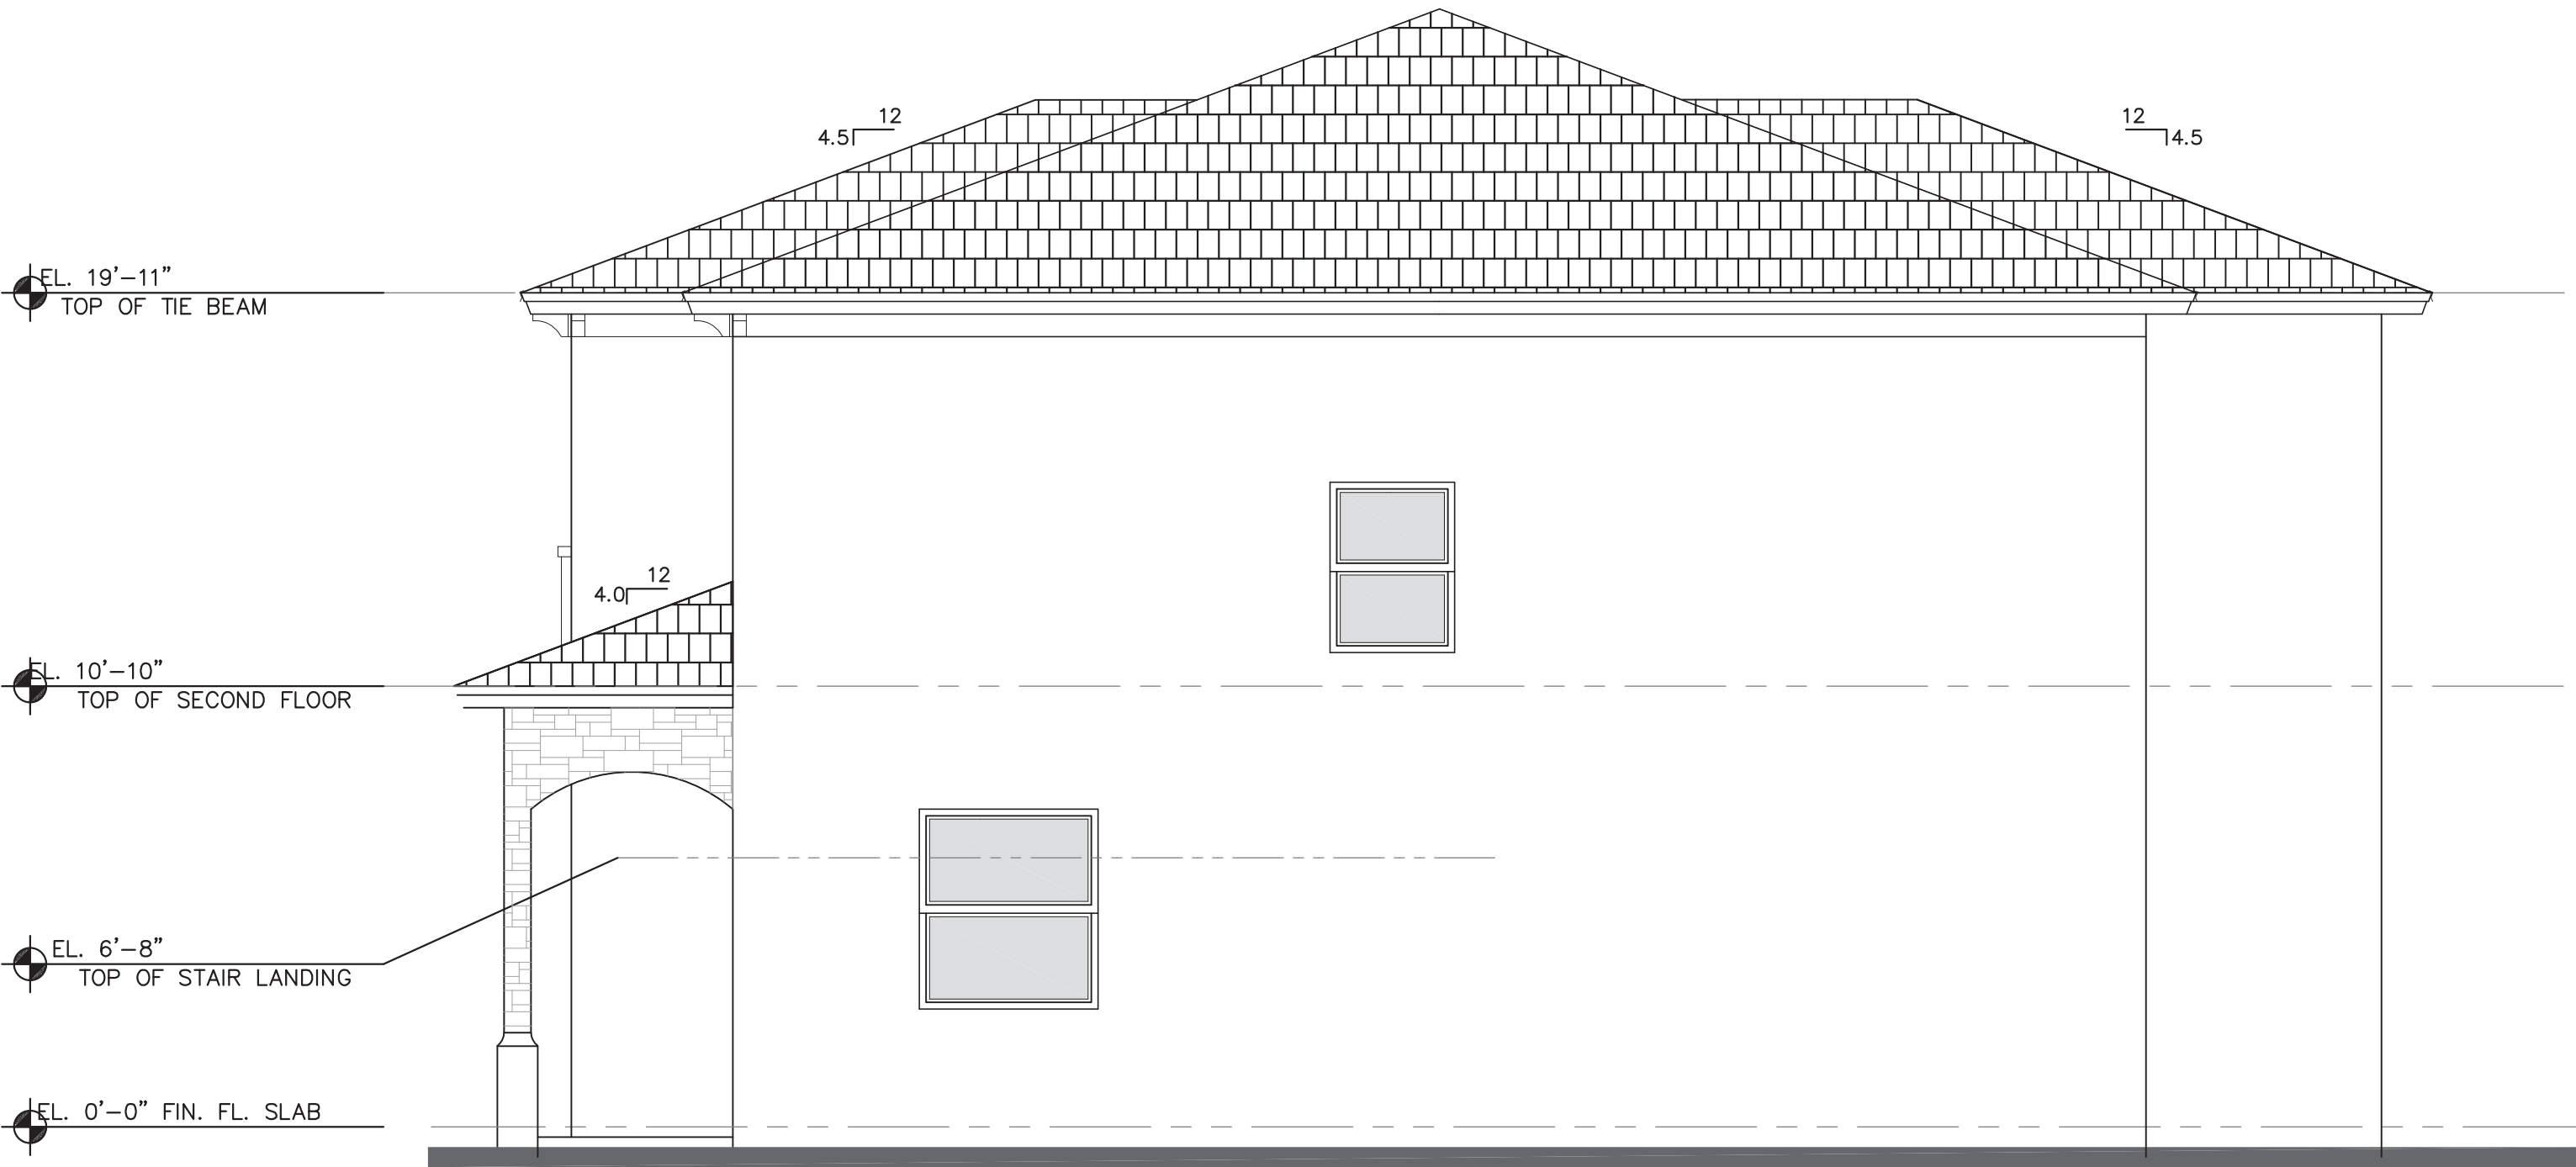 12
4.5
12
4.5
EL. 19'-11"
TOP OF TIE BEAM
12
4.0
EL. 10'-10"
TOP OF SECOND FLOOR
EL. 6'-8"
TOP OF STAIR LANDING
EL. 0'-0" FIN. FL. SLAB